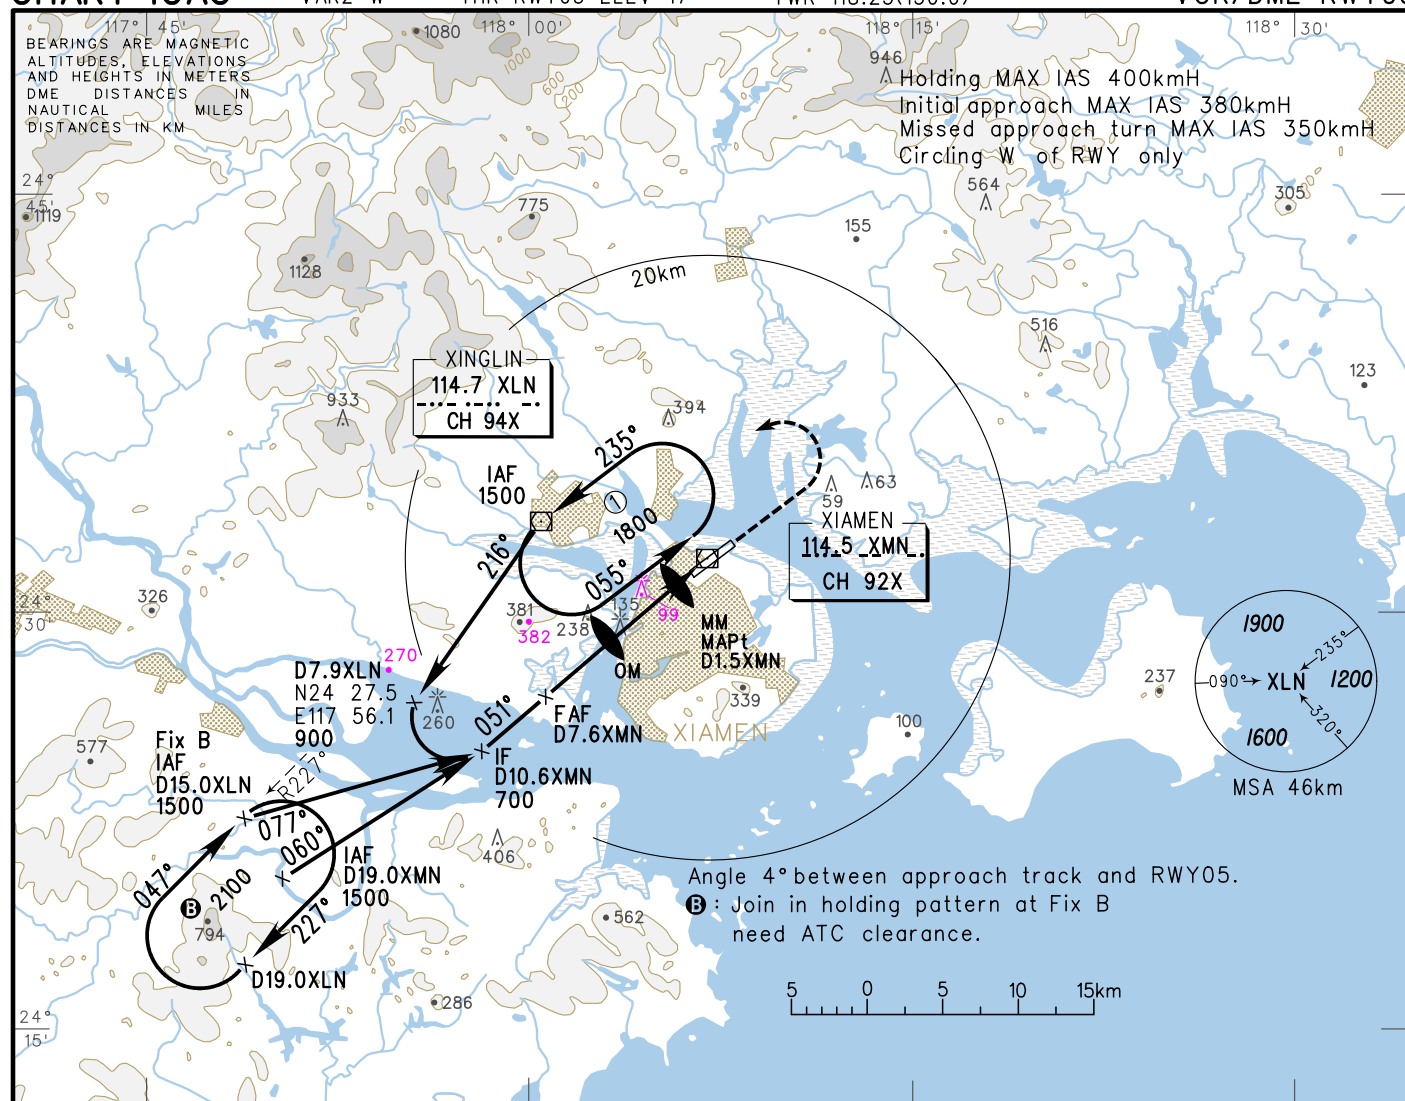 117° 45'
118° 00'
118° 15'
118° 30'
BEARINGS ARE MAGNETIC
ALTITUDES, ELEVATIONS
AND HEIGHTS IN METERS
DME DISTANCES IN
NAUTICAL MILES
DISTANCES IN KM
1080
1000
600
200
946
Holding MAX IAS 400kmH
Initial approach MAX IAS 380kmH
Missed approach turn MAX IAS 350kmH
Circling W of RWY only
24°
45'
1119
775
155
564
305
1128
20km
516
123
XINGLIN
114.7 XLN
CH 94X
933
394
235°
IAF
1500
1
1800
59
63
XIAMEN
114.5 XMN
CH 92X
216°
055°
24°
30'
326
381
382
238
135
99
MM
MAPt
D1.5XMN
OM
1900
235°
090°
XLN
1200
320°
1600
MSA 46km
270
D7.9XLN
N24 27.5
E117 56.1
900
260
051°
FAF
D7.6XMN
339
XIAMEN
237
100
577
Fix B
IAF
D15.0XLN
1500
R227°
IF
D10.6XMN
700
077°
060°
406
IAF
D19.0XMN
1500
047°
B
2100
227°
794
D19.0XLN
562
286
Angle 4° between approach track and RWY05.
B : Join in holding pattern at Fix B
need ATC clearance.
5 0 5 10 15km
24°
15'